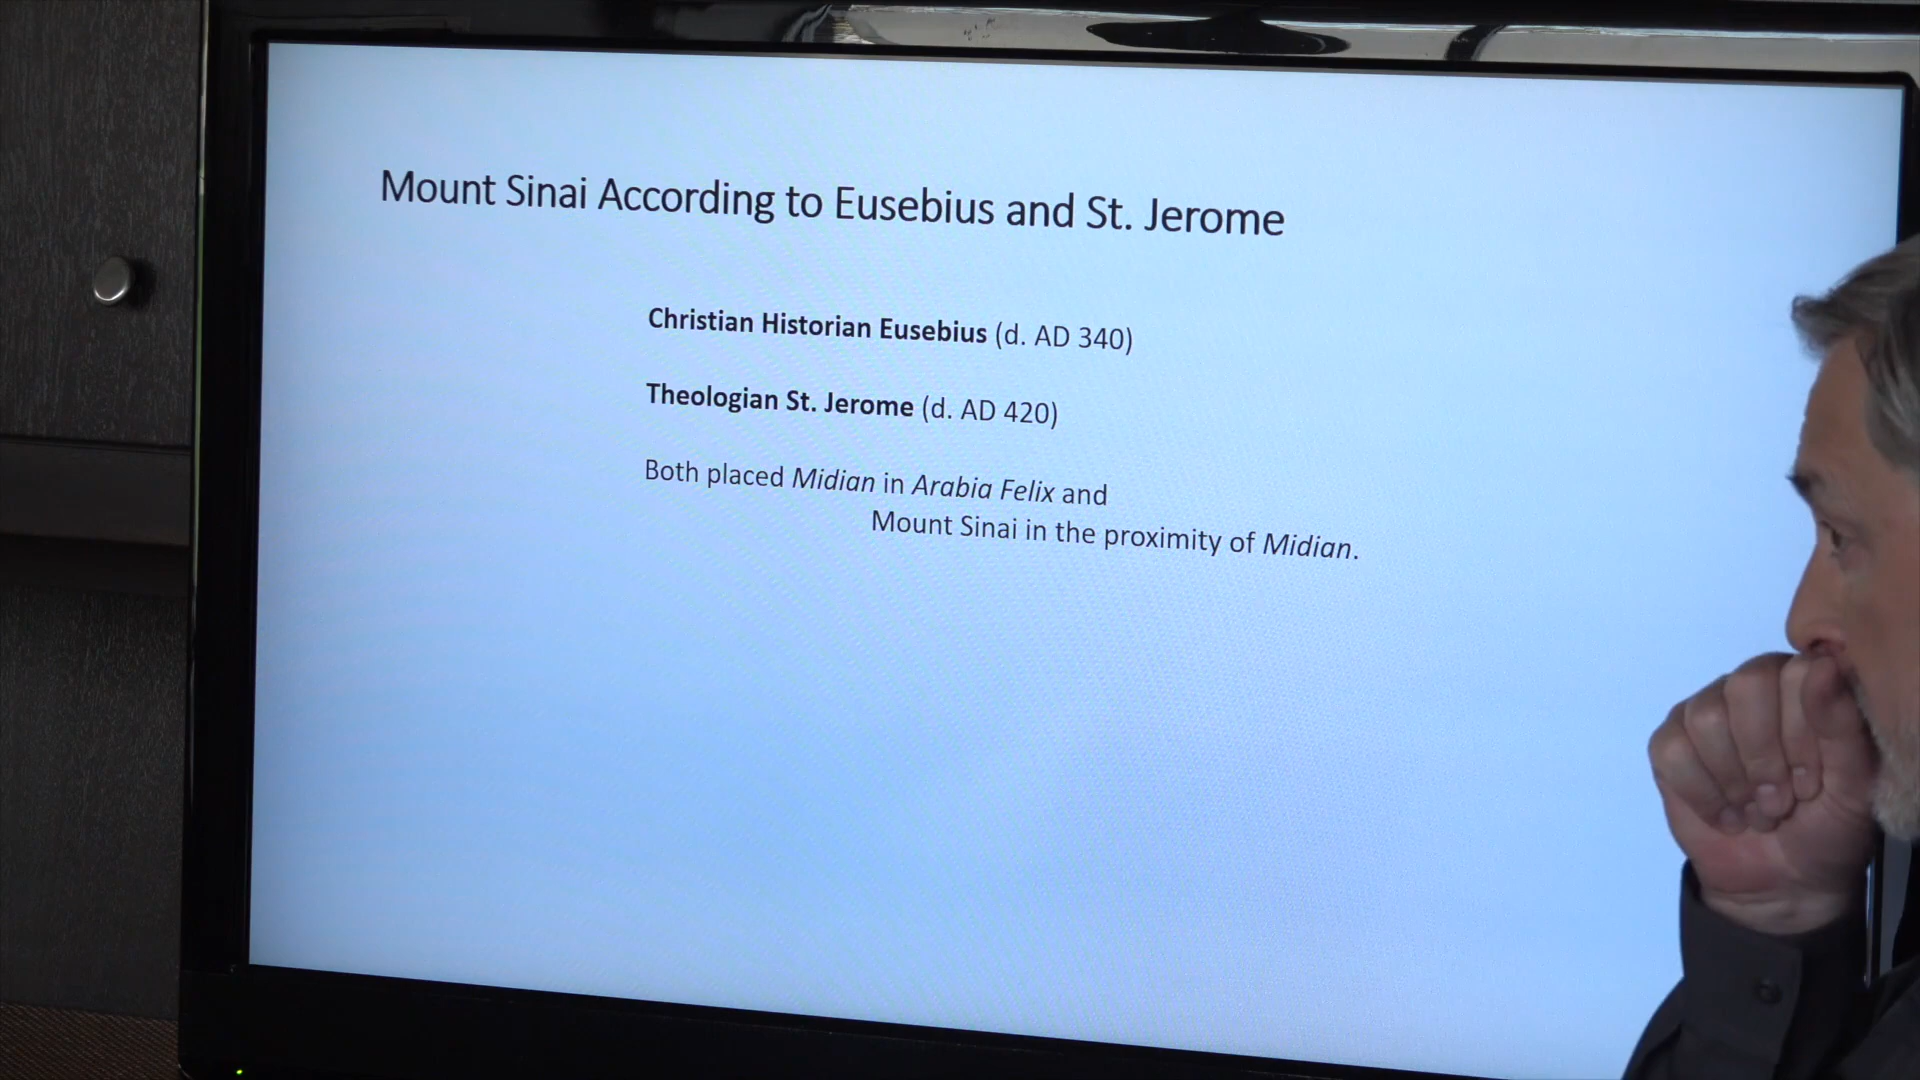 Mount Sinai According to Eusebius and St. Jerome
Christian Historian Eusebius (d. AD 340)
Theologian St. Jerome (d. AD 420)
Both placed Midian in Arabia Felix and
Mount Sinai in the proximity of Midian.